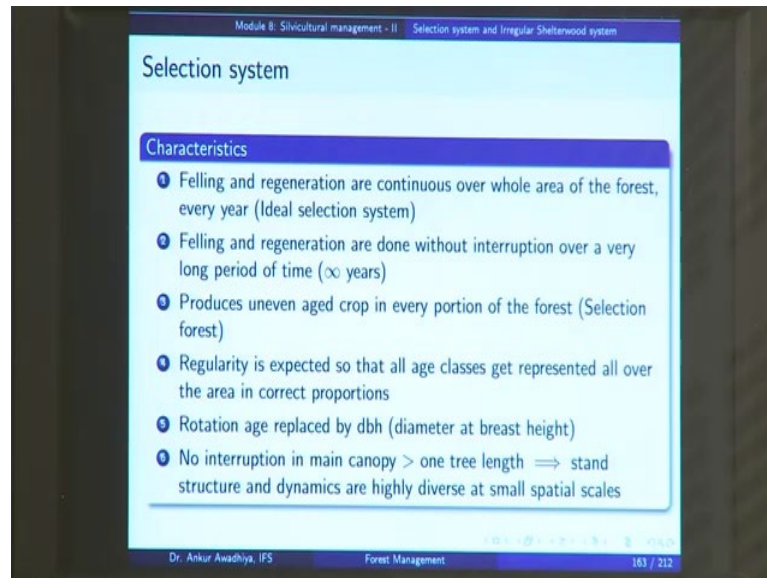 Module 8: Silvicultural management - II Selection system and Irregular Shelterwood system
Selection system
Characteristics
1 Felling and regeneration are continuous over whole area of the forest,
every year (Ideal selection system)
2 Felling and regeneration are done without interruption over a very
long period of time (∞ years)
3 Produces uneven aged crop in every portion of the forest (Selection
forest)
4 Regularity is expected so that all age classes get represented all over
the area in correct proportions
5 Rotation age replaced by dbh (diameter at breast height)
6 No interruption in main canopy > one tree length ⟹ stand
structure and dynamics are highly diverse at small spatial scales
Dr. Ankur Awadhiya, IFS Forest Management 163 / 212